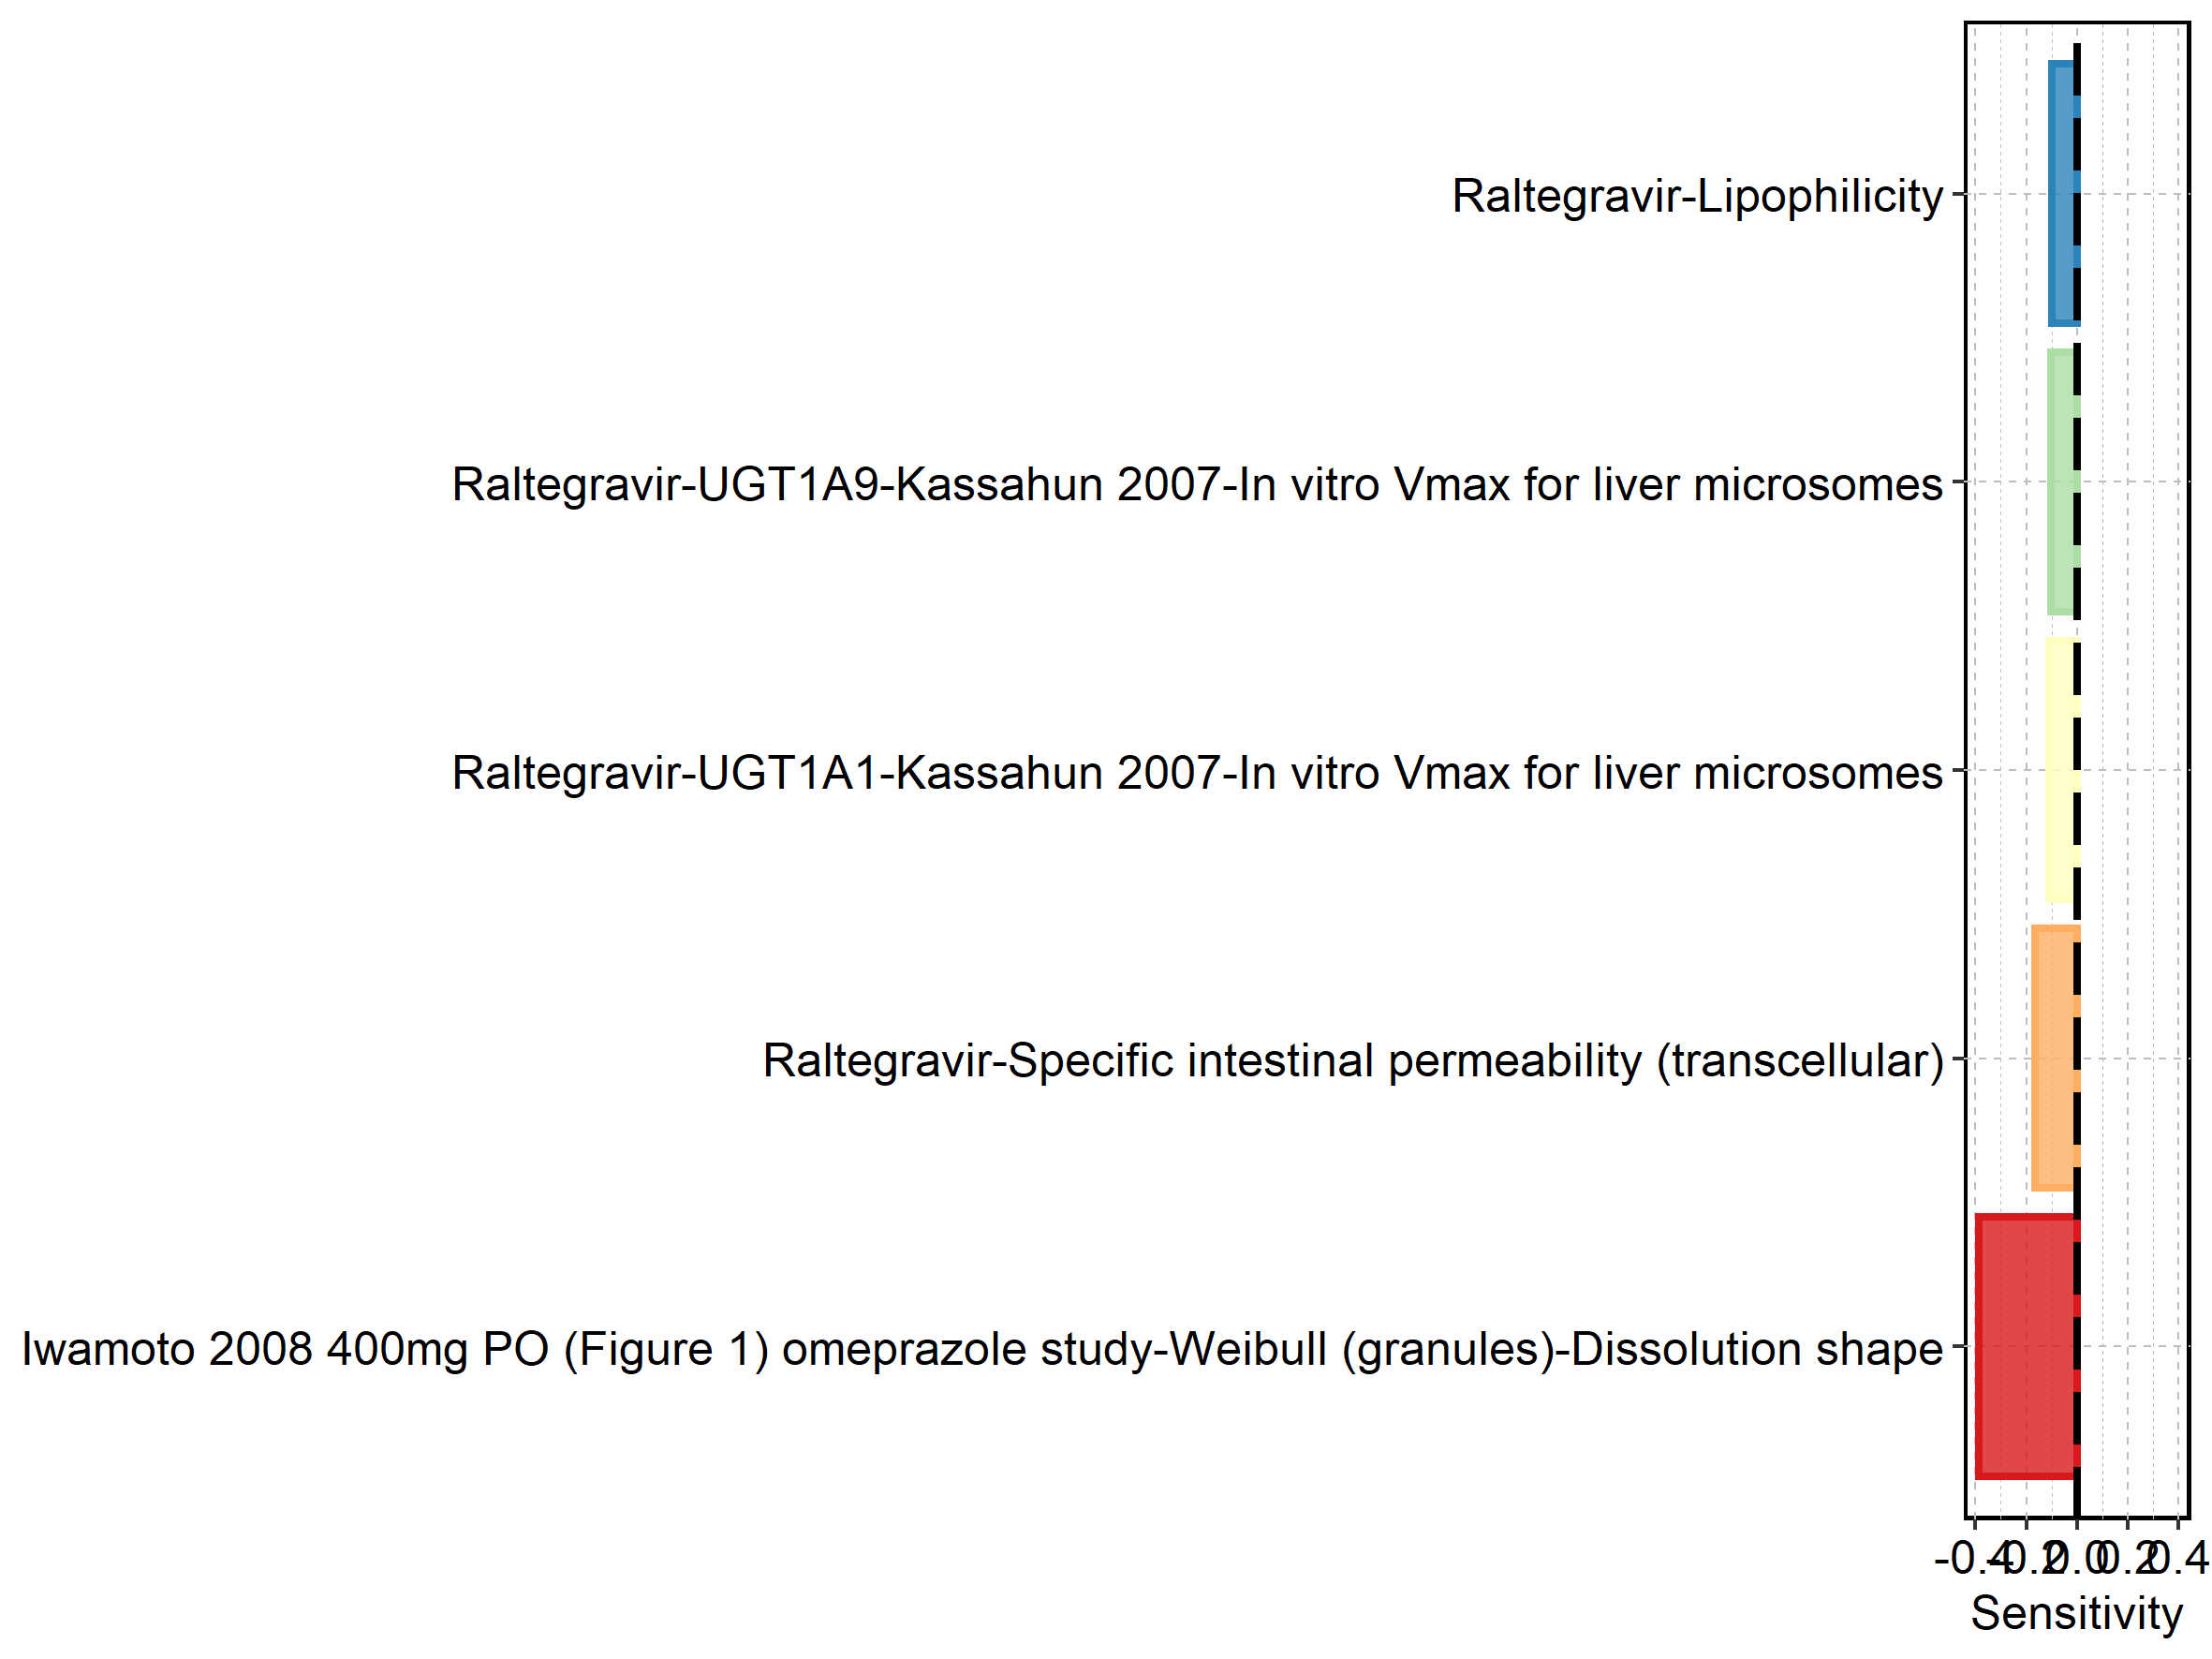 Raltegravir-Lipophilicity
Raltegravir-UGT1A9-Kassahun 2007-In vitro Vmax for liver microsomes
Raltegravir-UGT1A1-Kassahun 2007-In vitro Vmax for liver microsomes
Raltegravir-Specific intestinal permeability (transcellular)
Iwamoto 2008 400mg PO (Figure 1) omeprazole study-Weibull (granules)-Dissolution shape
-0.4 -0.2 0.0 0.2 0.4
Sensitivity